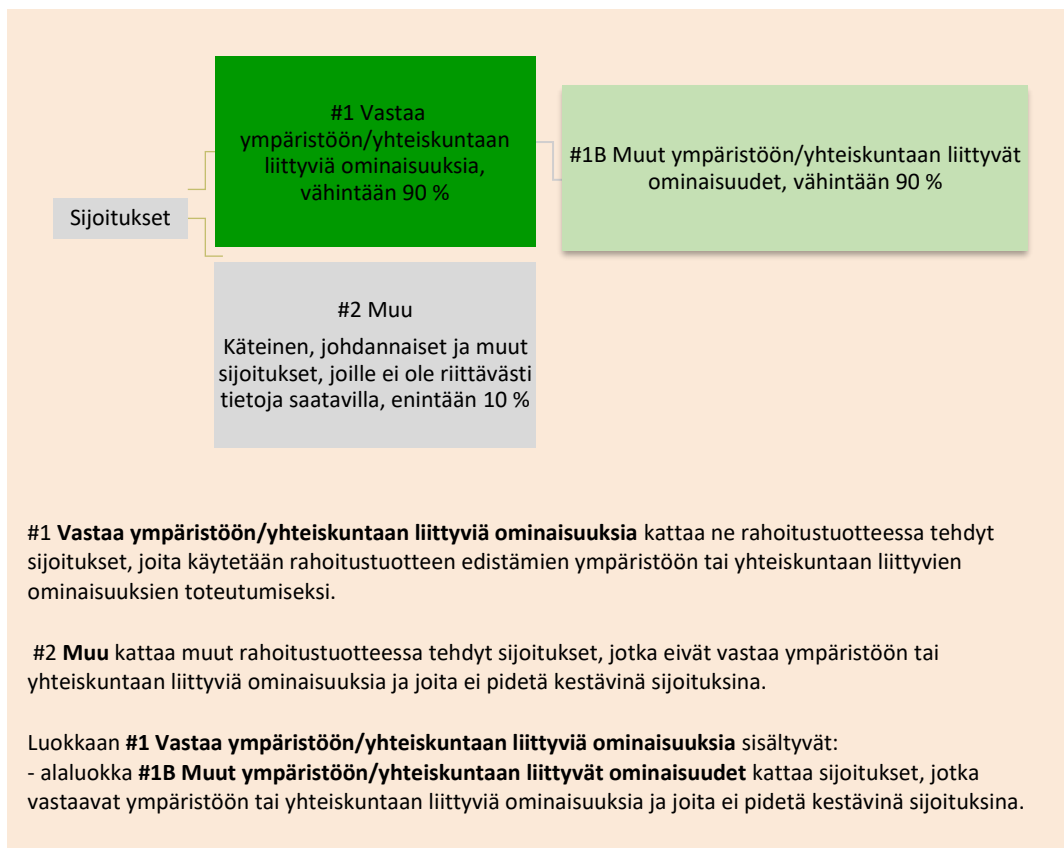 #1 Vastaa
ympäristöön/yhteiskuntaan
liittyviä ominaisuuksia,
vähintään 90 %
#1B Muut ympäristöön/yhteiskuntaan liittyvät
ominaisuudet, vähintään 90 %
Sijoitukset
#2 Muu
Käteinen, johdannaiset ja muut
sijoitukset, joille ei ole riittävästi
tietoja saatavilla, enintään 10 %
#1 Vastaa ympäristöön/yhteiskuntaan liittyviä ominaisuuksia kattaa ne rahoitustuotteessa tehdyt
sijoitukset, joita käytetään rahoitustuotteen edistämien ympäristöön tai yhteiskuntaan liittyvien
ominaisuuksien toteutumiseksi.
#2 Muu kattaa muut rahoitustuotteessa tehdyt sijoitukset, jotka eivät vastaa ympäristöön tai
yhteiskuntaan liittyviä ominaisuuksia ja joita ei pidetä kestävinä sijoituksina.
Luokkaan #1 Vastaa ympäristöön/yhteiskuntaan liittyviä ominaisuuksia sisältyvät:
- alaluokka #1B Muut ympäristöön/yhteiskuntaan liittyvät ominaisuudet kattaa sijoitukset, jotka
vastaavat ympäristöön tai yhteiskuntaan liittyviä ominaisuuksia ja joita ei pidetä kestävinä sijoituksina.